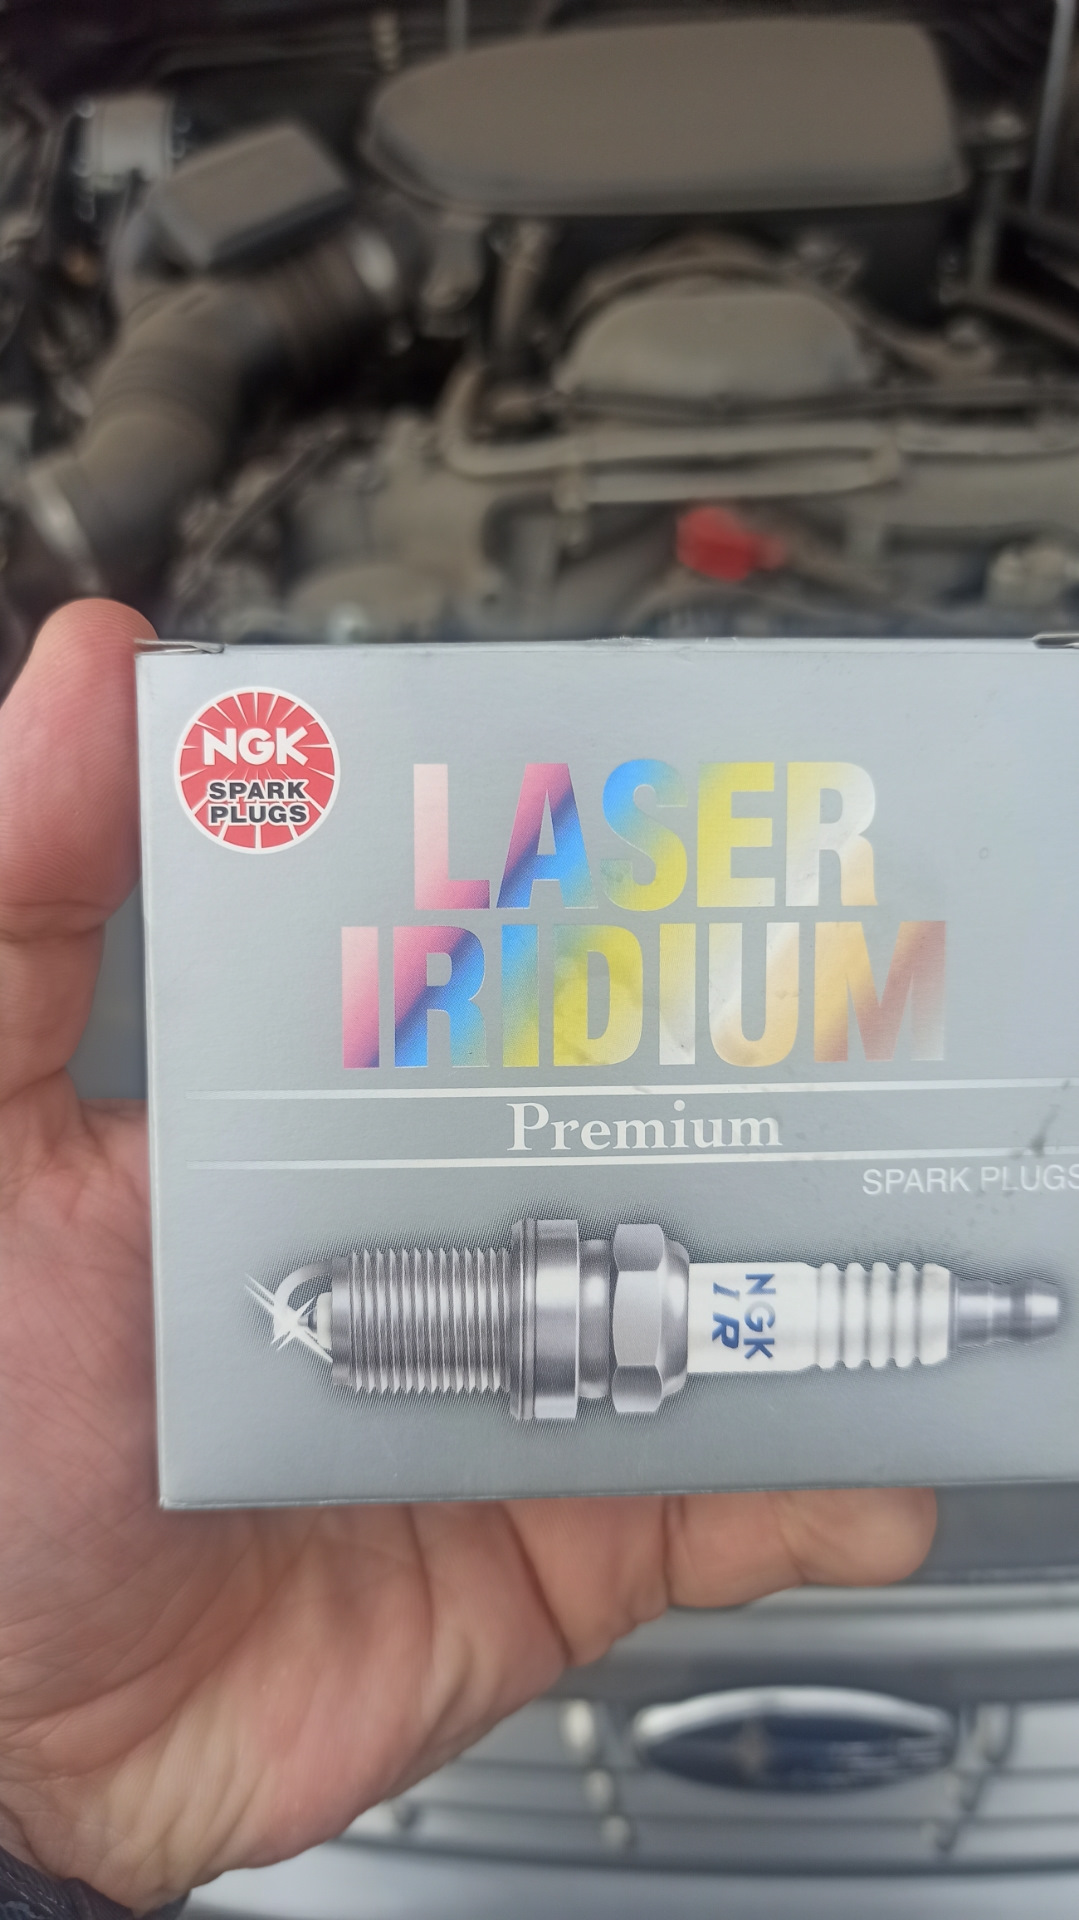 NGK
SPARK
PLUGS
LASER
IRIDIUM
Premium
SPARK PLUGS
NGK
IR